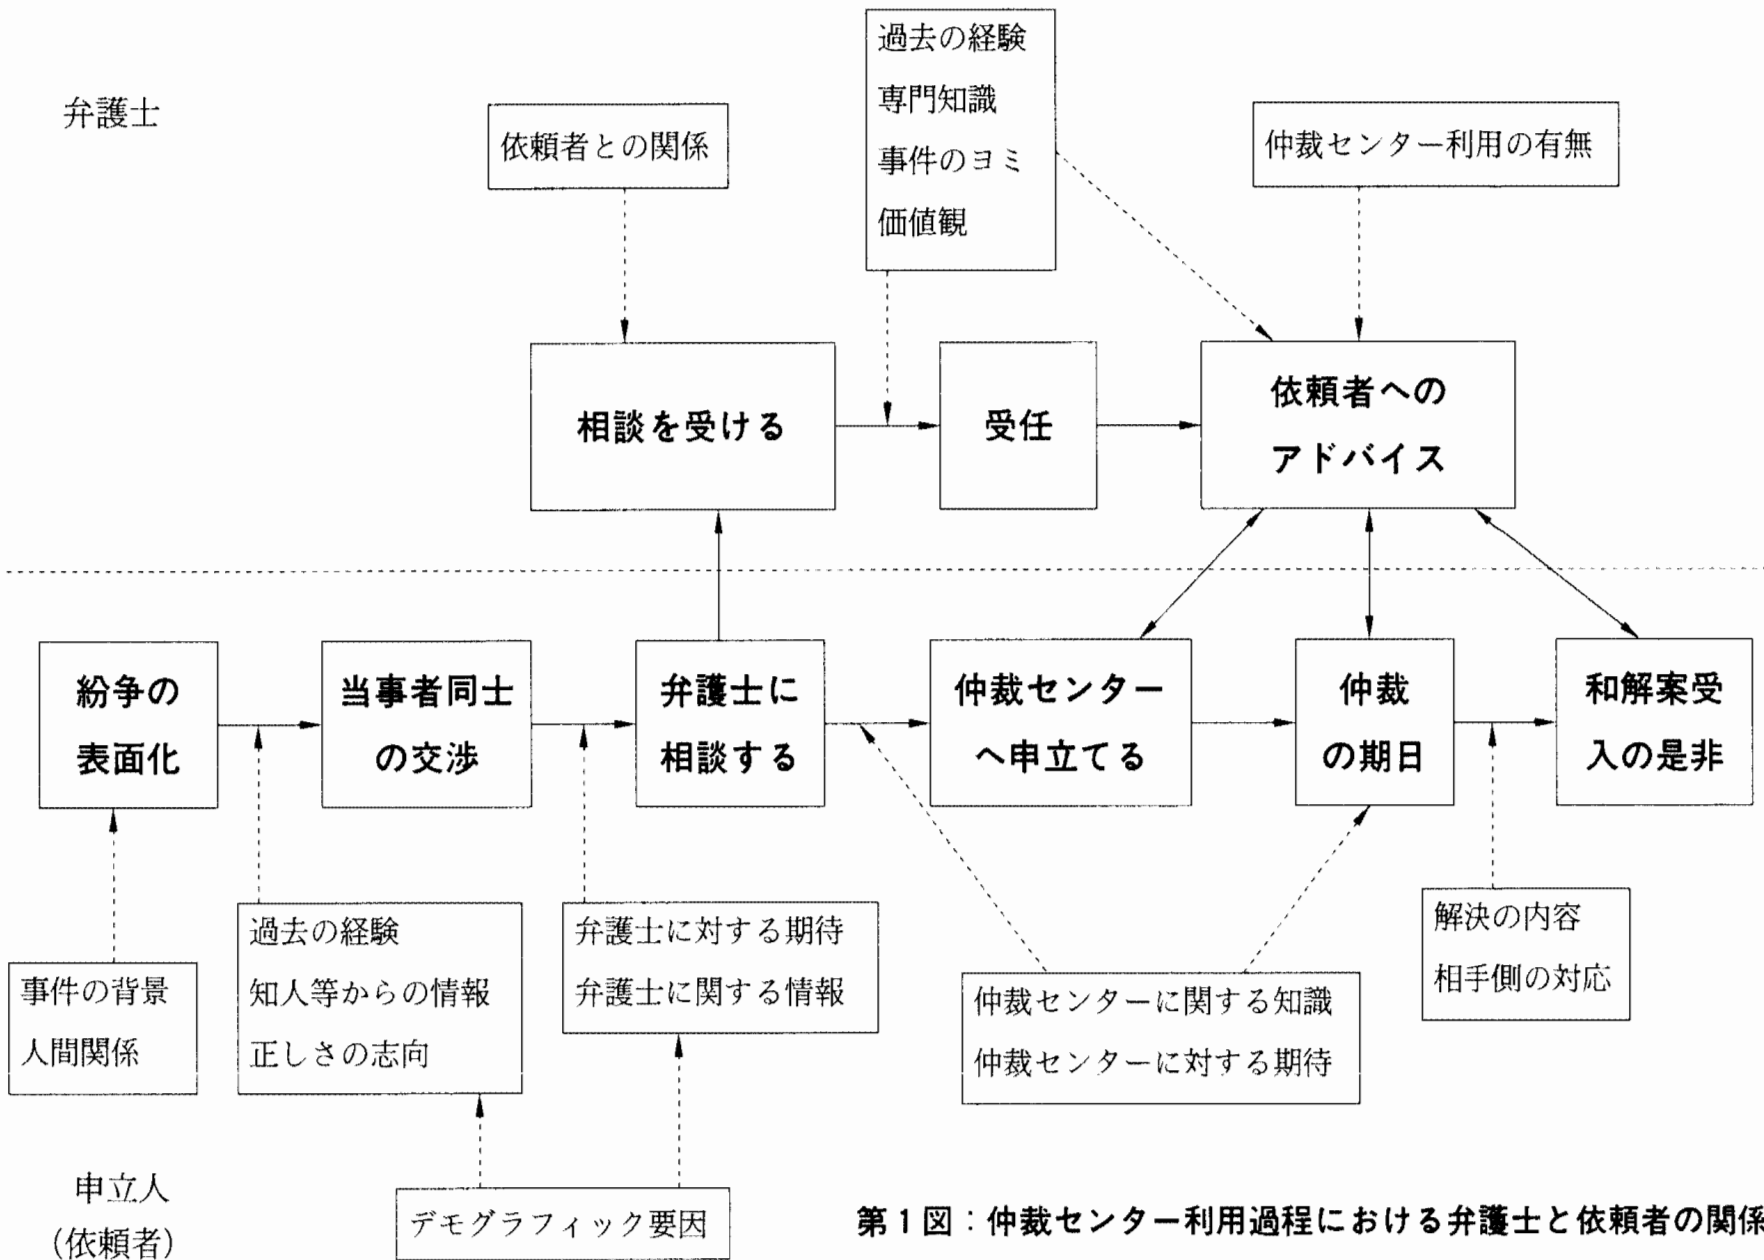 弁護士
依頼者との関係
過去の経験
専門知識
事件のヨミ
価値観
仲裁センター利用の有無
相談を受ける
受任
依頼者への
アドバイス
紛争の
表面化
当事者同士
の交渉
弁護士に
相談する
仲裁センター
へ申立てる
仲裁
の期日
和解案受
入の是非
事件の背景
人間関係
過去の経験
知人等からの情報
正しさの志向
弁護士に対する期待
弁護士に関する情報
仲裁センターに関する知識
仲裁センターに対する期待
解決の内容
相手側の対応
デモグラフィック要因
申立人
(依頼者)
第1図：仲裁センター利用過程における弁護士と依頼者の関係